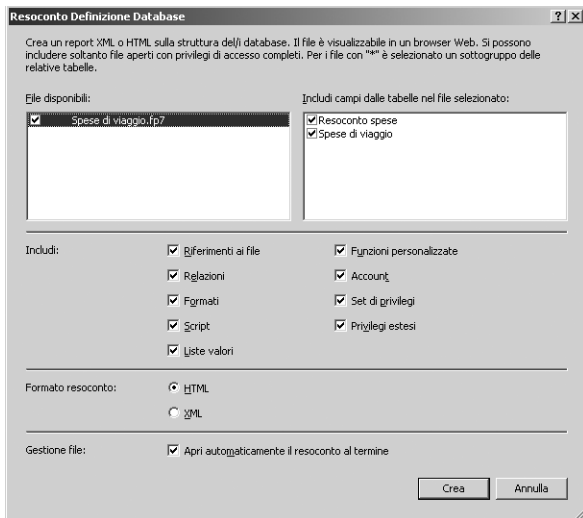 Resoconto Definizione Database
Crea un report XML o HTML sulla struttura del/i database. Il file è visualizzabile in un browser Web. Si possono
includere soltanto file aperti con privilegi di accesso completi. Per i file con "*" è selezionato un sottogruppo delle
relative tabelle.
File disponibili:
Includi campi dalle tabelle nel file selezionato:
Spese di viaggio.fp7
Resoconto spese
Spese di viaggio
Includi:
Riferimenti ai file
Funzioni personalizzate
Relazioni
Account
Formati
Set di privilegi
Script
Privilegi estesi
Liste valori
Formato resoconto:
HTML
XML
Gestione file:
Apri automaticamente il resoconto al termine
Crea
Annulla